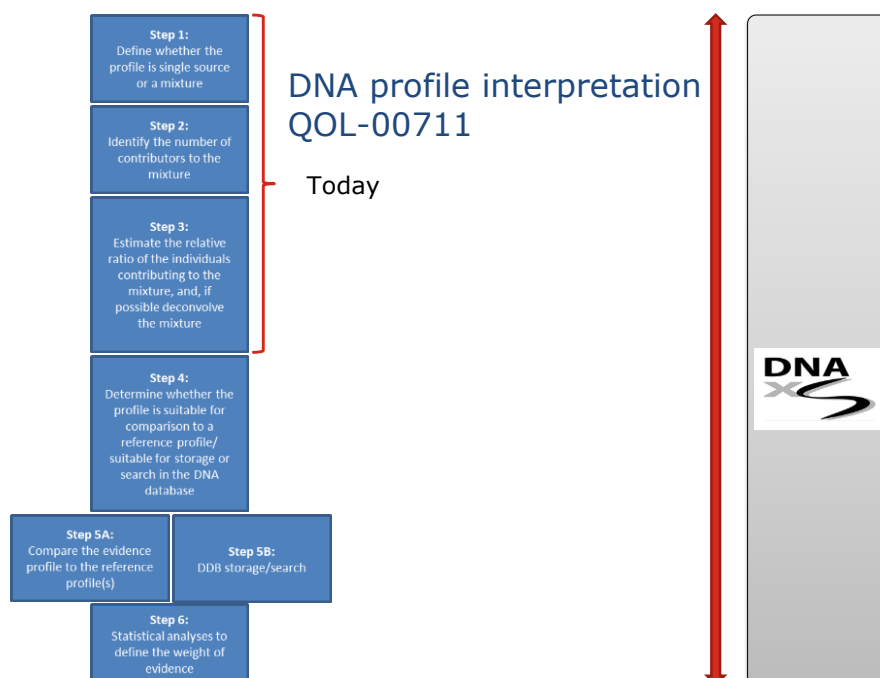 Step 1:
Define whether the
profile is single source
or a mixture
DNA profile interpretation
QOL-00711
Step 2:
Identify the number of
contributors to the
mixture
Today
Step 3:
Estimate the relative
ratio of the individuals
contributing to the
mixture, and, if
possible deconvolve
the mixture
Step 4:
Determine whether the
profile is suitable for
comparison to a
reference profile/
suitable for storage or
search in the DNA
database
DNA
XS
Step 5A:
Compare the evidence
profile to the reference
profile(s)
Step 5B:
DDB storage/search
Step 6:
Statistical analyses to
define the weight of
evidence